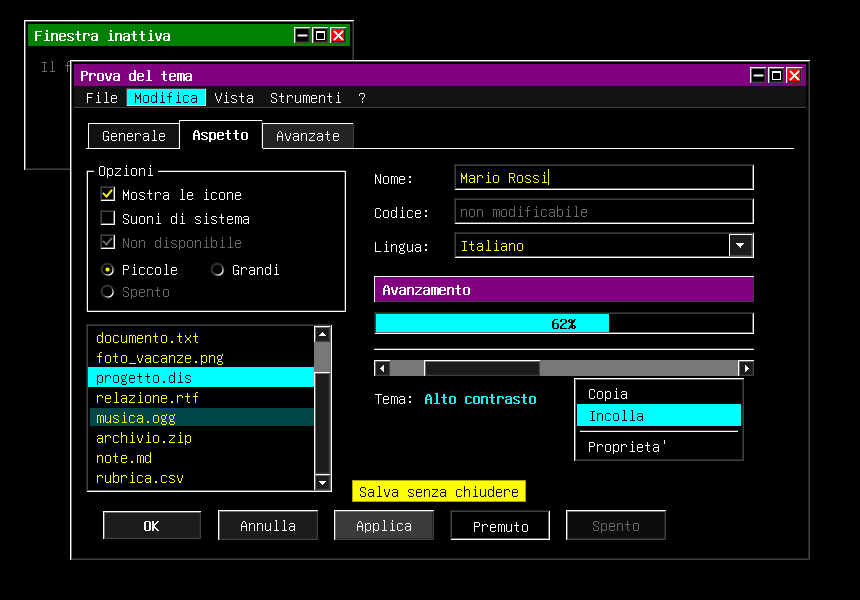 Finestra inattiva
Il f
Prova del tema
File Modifica Vista Strumenti ?
Generale Aspetto Avanzate
Opzioni
Mostra le icone
Suoni di sistema
Non disponibile
Piccole Grandi
Spento
Nome: Mario Rossi
Codice: non modificabile
Lingua: Italiano
Avanzamento
62%
documento.txt
foto_vacanze.png
progetto.dis
relazione.rtf
musica.ogg
archivio.zip
note.md
rubrica.csv
Tema: Alto contrasto
Copia
Incolla
Proprieta'
Salva senza chiudere
OK Annulla Applica Premuto Spento